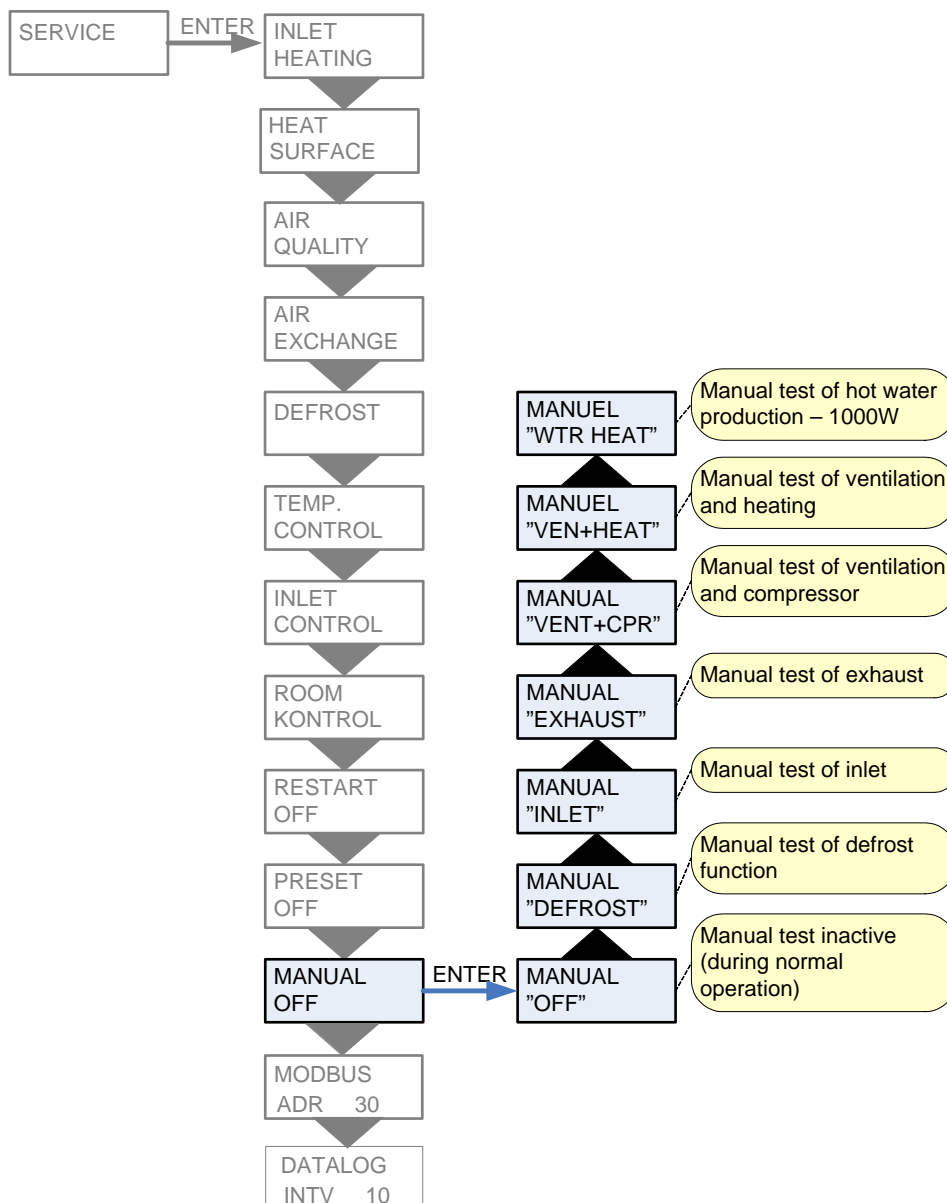 SERVICE
ENTER
INLET
HEATING
HEAT
SURFACE
AIR
QUALITY
AIR
EXCHANGE
DEFROST
TEMP.
CONTROL
INLET
CONTROL
ROOM
KONTROL
RESTART
OFF
PRESET
OFF
MANUAL
OFF
ENTER
MODBUS
ADR 30
DATALOG
INTV 10
MANUEL
”WTR HEAT”
Manual test of hot water
production – 1000W
MANUEL
”VEN+HEAT”
Manual test of ventilation
and heating
MANUAL
”VENT+CPR”
Manual test of ventilation
and compressor
MANUAL
”EXHAUST”
Manual test of exhaust
MANUAL
”INLET”
Manual test of inlet
MANUAL
”DEFROST”
Manual test of defrost
function
MANUAL
”OFF”
Manual test inactive
(during normal
operation)